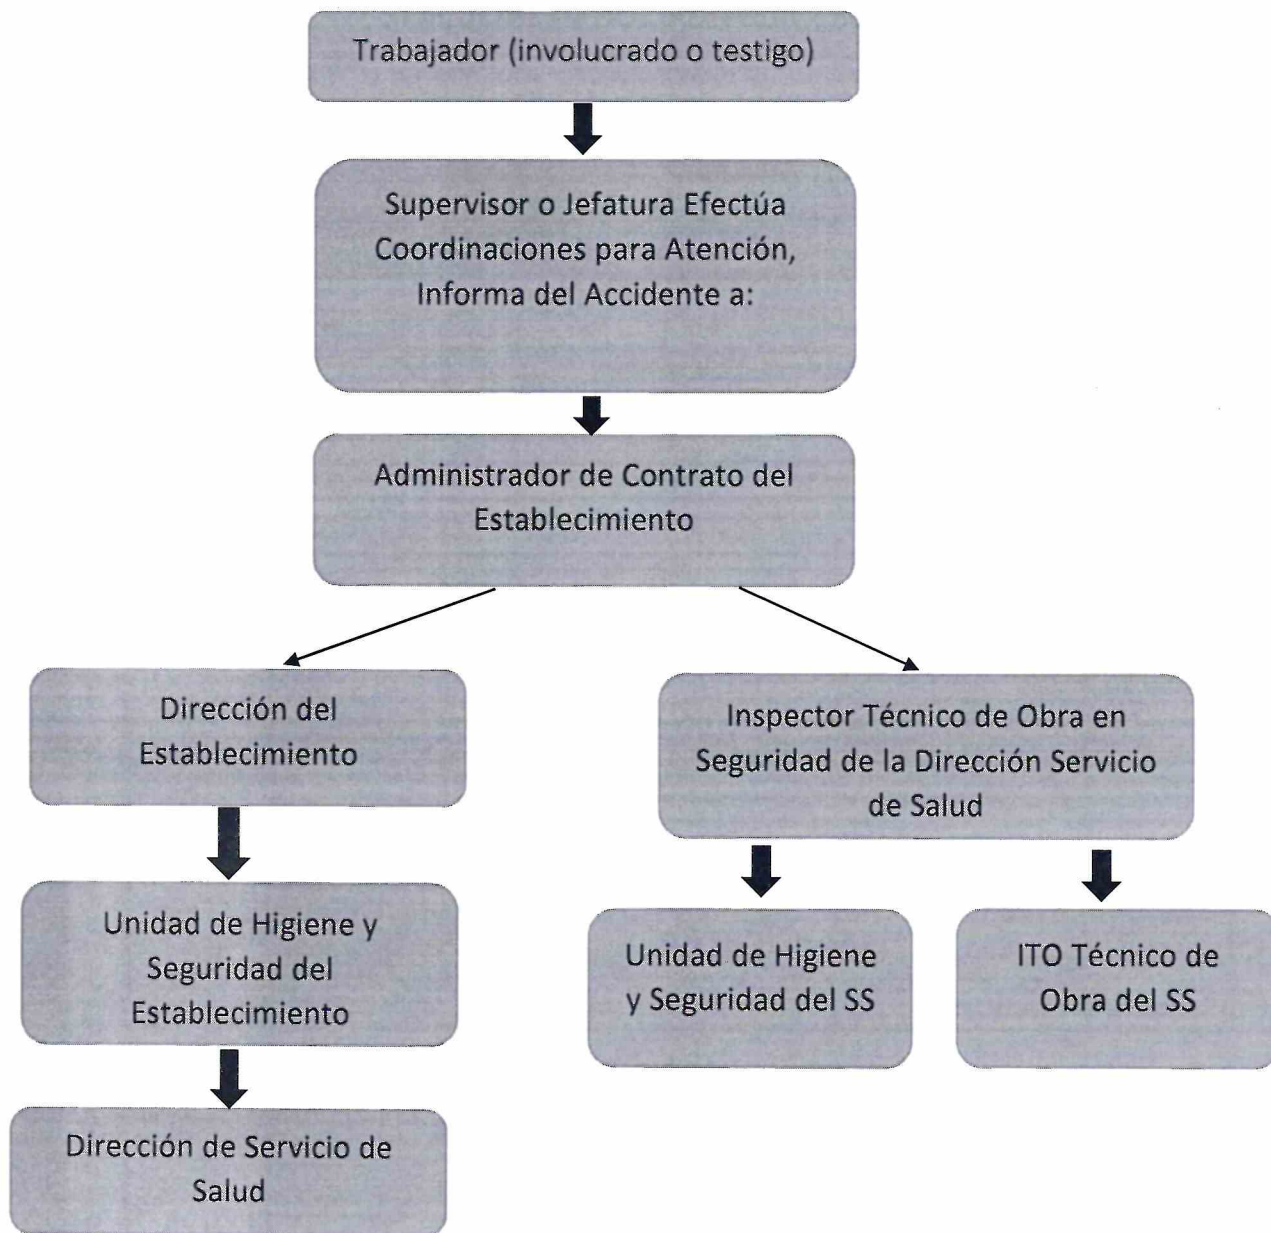 Trabajador (involucrado o testigo)
Supervisor o Jefatura Efectúa
Coordinaciones para Atención,
Informa del Accidente a:
Administrador de Contrato del
Establecimiento
Dirección del
Establecimiento
Inspector Técnico de Obra en
Seguridad de la Dirección Servicio
de Salud
Unidad de Higiene y
Seguridad del
Establecimiento
Unidad de Higiene
y Seguridad del SS
ITO Técnico de
Obra del SS
Dirección de Servicio de
Salud